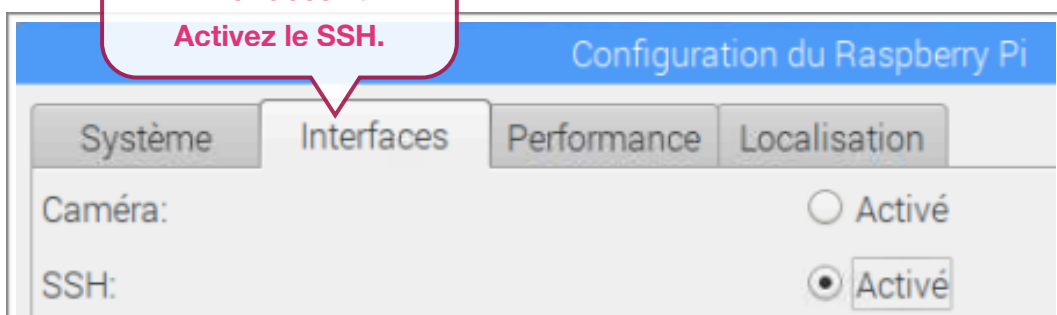 Activez le SSH.
Configuration du Raspberry Pi
Système Interfaces Performance Localisation
Caméra: Activé
SSH: Activé